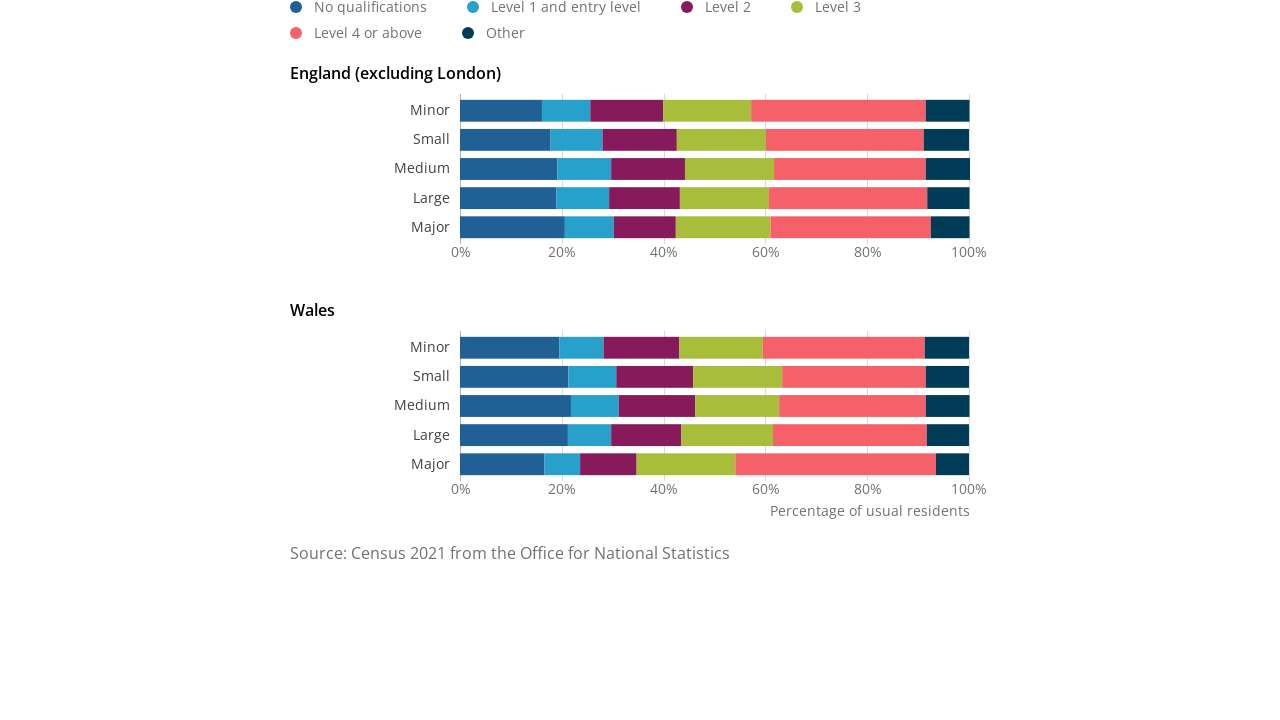 No qualifications Level 1 and entry level Level 2 Level 3
Level 4 or above Other
England (excluding London)
Minor
Small
Medium
Large
Major
0% 20% 40% 60% 80% 100%
Wales
Minor
Small
Medium
Large
Major
0% 20% 40% 60% 80% 100%
Percentage of usual residents
Source: Census 2021 from the Office for National Statistics